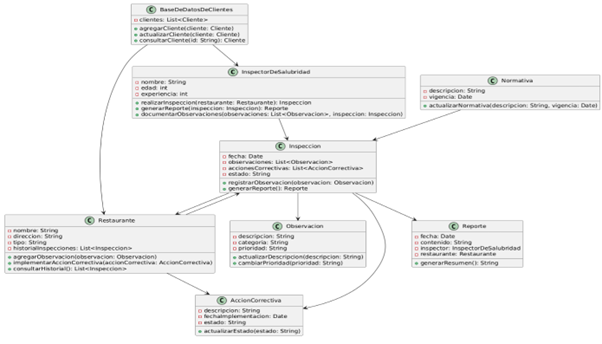 C BaseDeDatosDeClientes
clientes: List<Cliente>
agregarCliente(cliente: Cliente)
actualizarCliente(cliente: Cliente)
consultarCliente(id: String): Cliente
C InspectorDeSalubridad
nombre: String
edad: int
experiencia: int
realizarInspeccion(restaurante: Restaurante): Inspeccion
generarReporte(inspeccion: Inspeccion): Reporte
documentarObservaciones(observaciones: List<Observacion>, inspeccion: Inspeccion)
C Normativa
descripcion: String
vigencia: Date
actualizarNormativa(descripcion: String, vigencia: Date)
C Inspeccion
fecha: Date
observaciones: List<Observacion>
accionesCorrectivas: List<AccionCorrectiva>
estado: String
registrarObservacion(observacion: Observacion)
generarReporte(): Reporte
C Restaurante
nombre: String
direccion: String
tipo: String
historialInspecciones: List<Inspeccion>
agregarObservacion(observacion: Observacion)
implementarAccionCorrectiva(accionCorrectiva: AccionCorrectiva)
consultarHistorial(): List<Inspeccion>
C Observacion
descripcion: String
categoria: String
prioridad: String
actualizarDescripcion(descripcion: String)
cambiarPrioridad(prioridad: String)
C Reporte
fecha: Date
contenido: String
inspector: InspectorDeSalubridad
restaurante: Restaurante
generarResumen(): String
C AccionCorrectiva
descripcion: String
fechaImplementacion: Date
estado: String
actualizarEstado(estado: String)